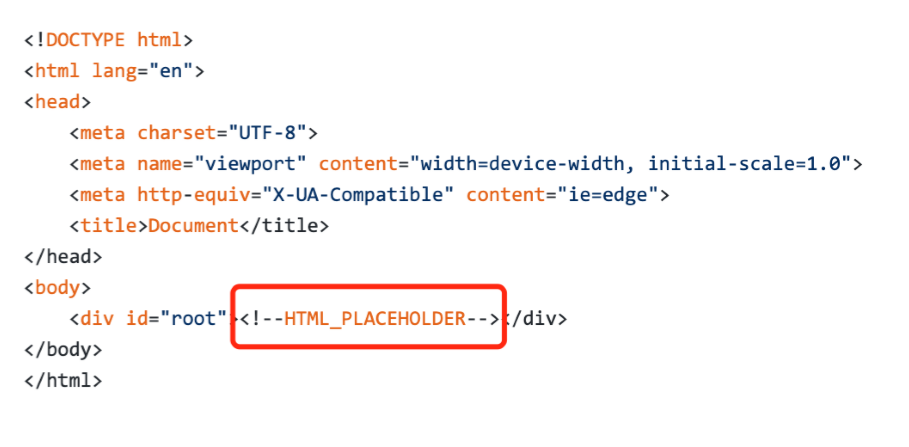 <!DOCTYPE html>
<html lang="en">
<head>
    <meta charset="UTF-8">
    <meta name="viewport" content="width=device-width, initial-scale=1.0">
    <meta http-equiv="X-UA-Compatible" content="ie=edge">
    <title>Document</title>
</head>
<body>
    <div id="root"><!--HTML_PLACEHOLDER--></div>
</body>
</html>